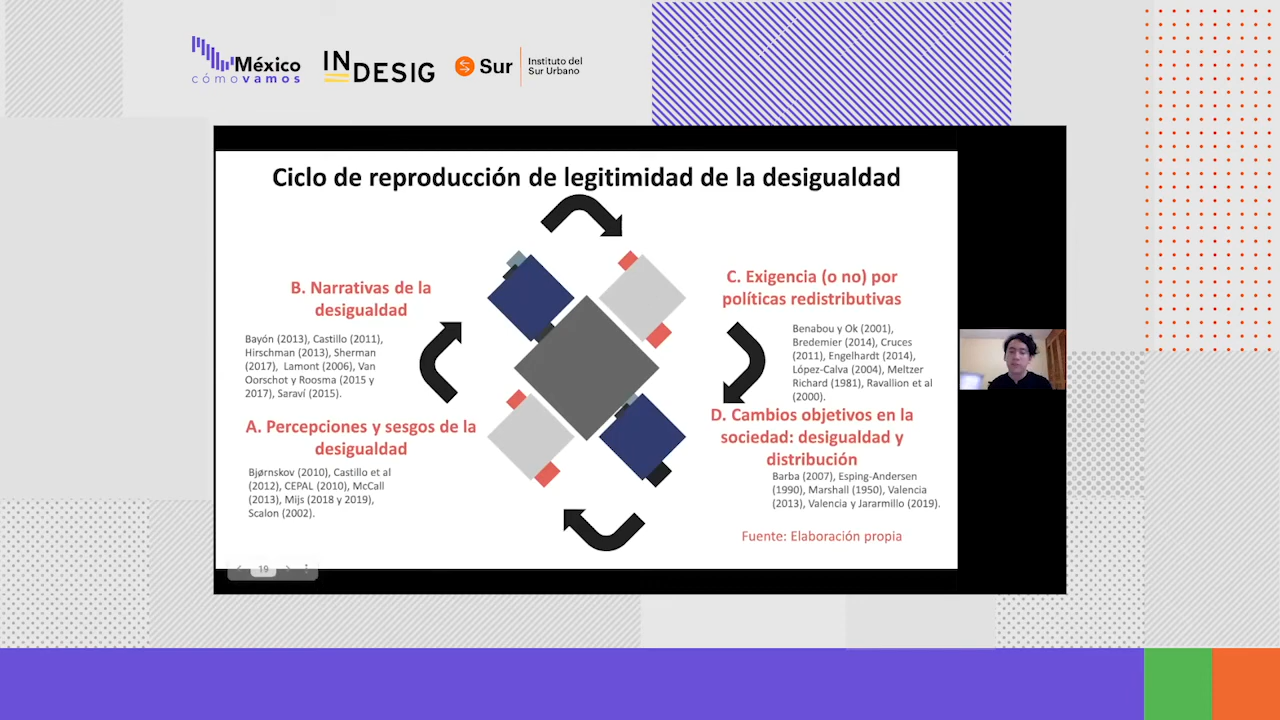 México
cómovamos
IN
DESIG
Sur
Instituto del
Sur Urbano
Ciclo de reproducción de legitimidad de la desigualdad
B. Narrativas de la
desigualdad
Bayón (2013), Castillo (2011),
Hirschman (2013), Sherman
(2017), Lamont (2006), Van
Oorschot y Roosma (2015 y
2017), Saraví (2015).
A. Percepciones y sesgos de la
desigualdad
Bjørnskov (2010), Castillo et al
(2012), CEPAL (2010), McCall
(2013), Mijs (2018 y 2019),
Scalon (2002).
C. Exigencia (o no) por
políticas redistributivas
Benabou y Ok (2001),
Bredemier (2014), Cruces
(2011), Engelhardt (2014),
López-Calva (2004), Meltzer
Richard (1981), Ravallion et al
(2000).
D. Cambios objetivos en la
sociedad: desigualdad y
distribución
Barba (2007), Esping-Andersen
(1990), Marshall (1950), Valencia
(2013), Valencia y Jararmillo (2019).
Fuente: Elaboración propia
19